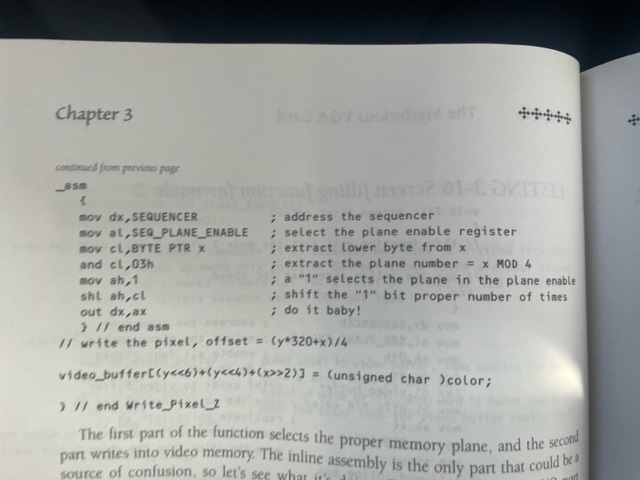 Chapter 3
The Mysterious VGA Card
continued from previous page
_asm
{
mov dx,SEQUENCER ; address the sequencer
mov al,SEQ_PLANE_ENABLE ; select the plane enable register
mov cl,BYTE PTR x ; extract lower byte from x
and cl,03h ; extract the plane number = x MOD 4
mov ah,1 ; a "1" selects the plane in the plane enable
shl ah,cl ; shift the "1" bit proper number of times
out dx,ax ; do it baby!
} // end asm
// write the pixel, offset = (y*320+x)/4
video_buffer[(y<<6)+(y<<4)+(x>>2)] = (unsigned char )color;
} // end Write_Pixel_Z
The first part of the function selects the proper memory plane, and the second
part writes into video memory. The inline assembly is the only part that could be a
source of confusion, so let's see what